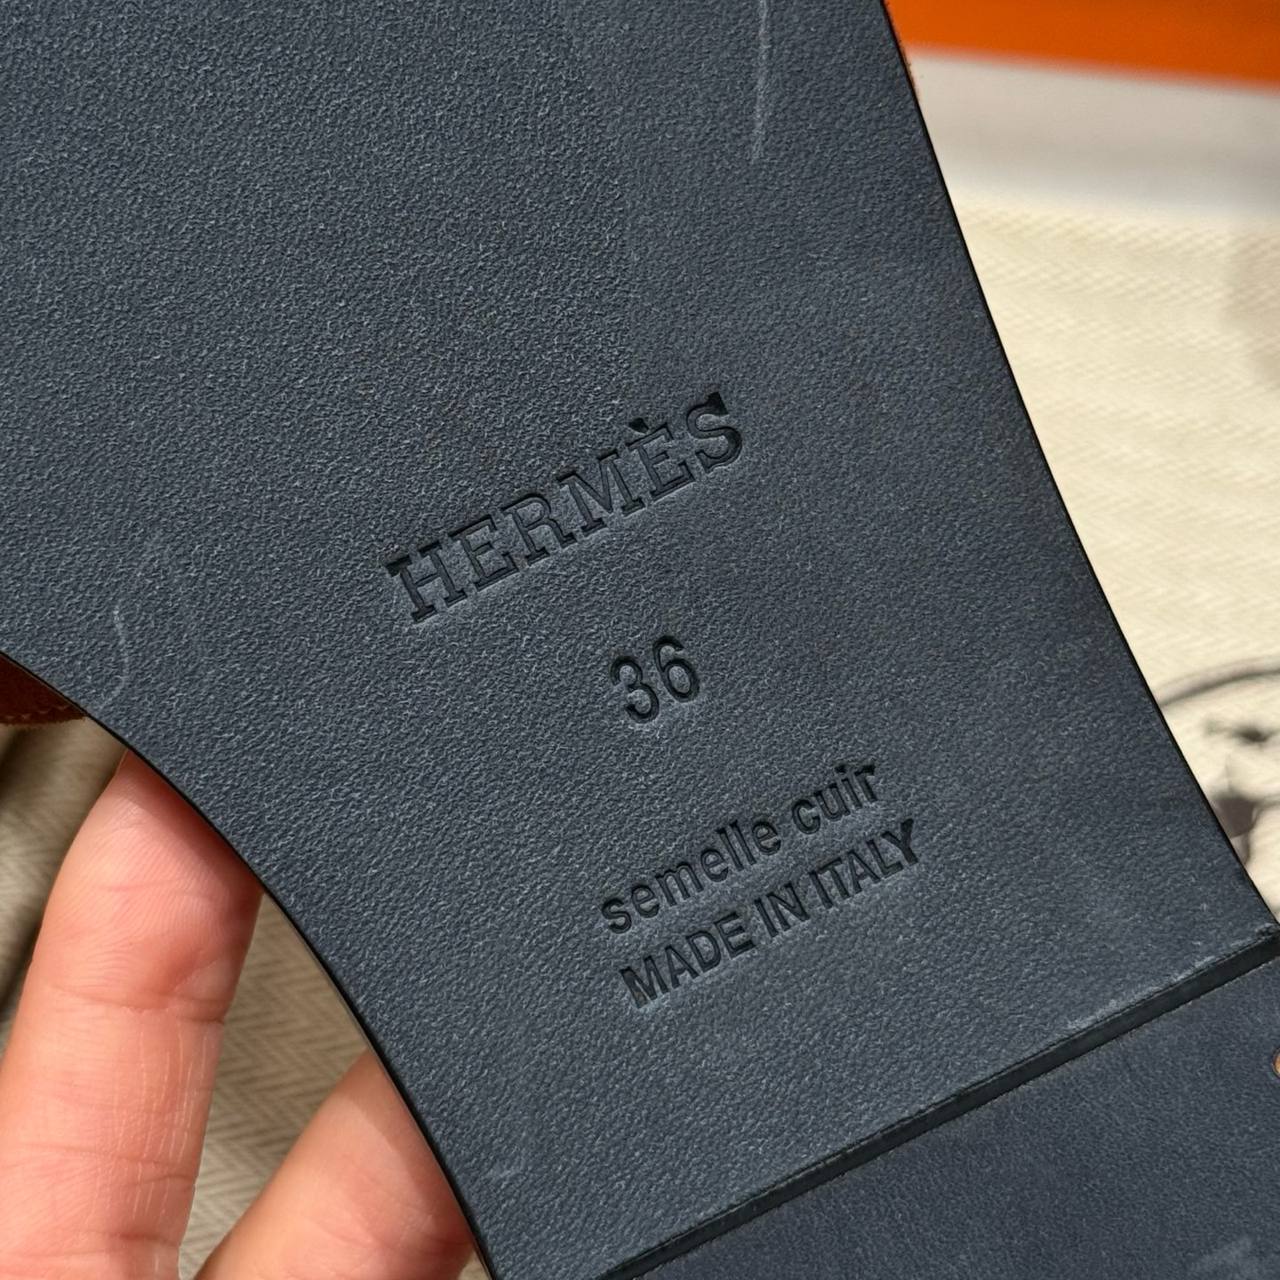 HERMÈS
36
semelle cuir
MADE IN ITALY